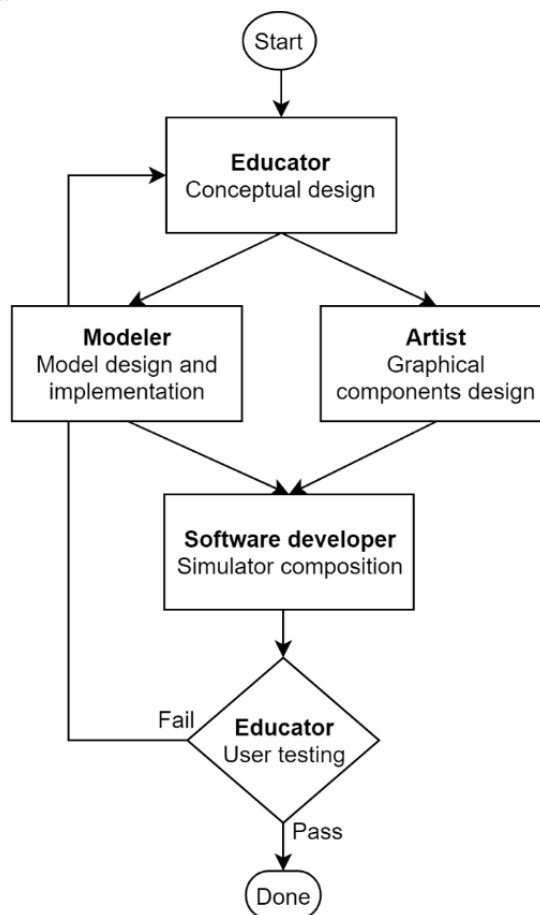 Start
Educator
Conceptual design
Modeler
Model design and
implementation
Artist
Graphical
components design
Software developer
Simulator composition
Fail
Educator
User testing
Pass
Done